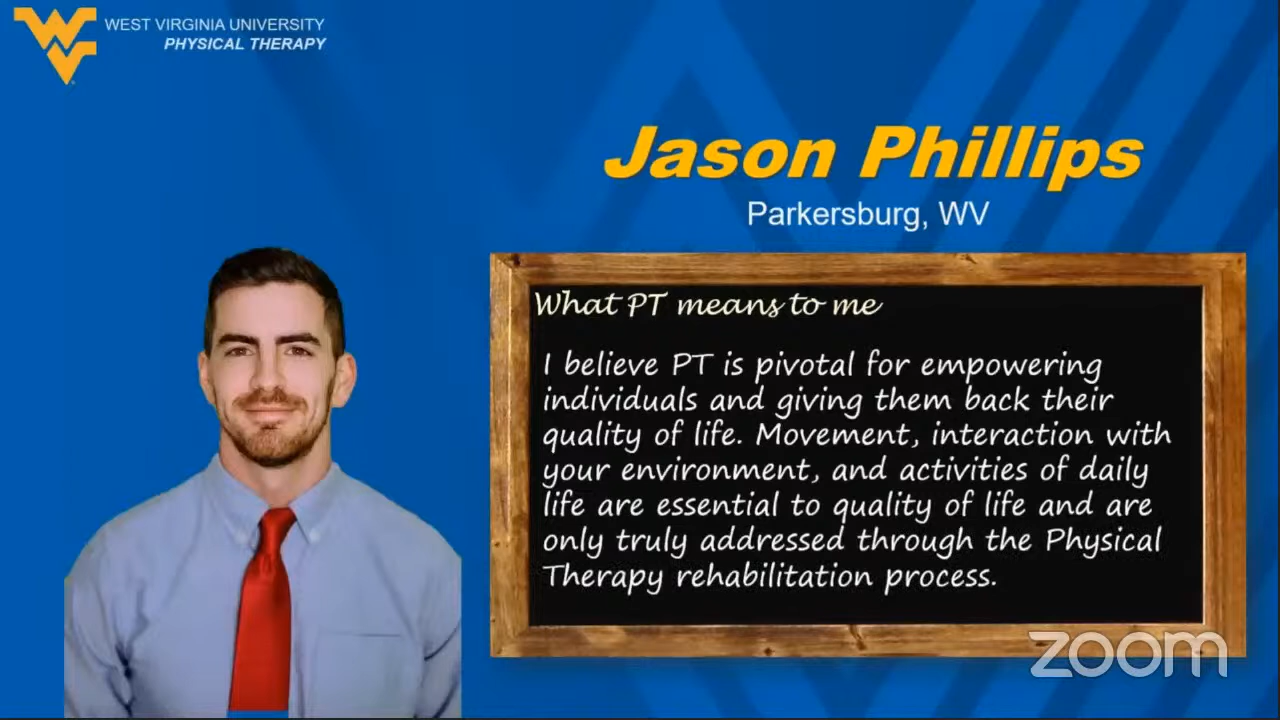 WEST VIRGINIA UNIVERSITY
PHYSICAL THERAPY
Jason Phillips
Parkersburg, WV
What PT means to me
I believe PT is pivotal for empowering
individuals and giving them back their
quality of life. Movement, interaction with
your environment, and activities of daily
life are essential to quality of life and are
only truly addressed through the Physical
Therapy rehabilitation process.
zoom